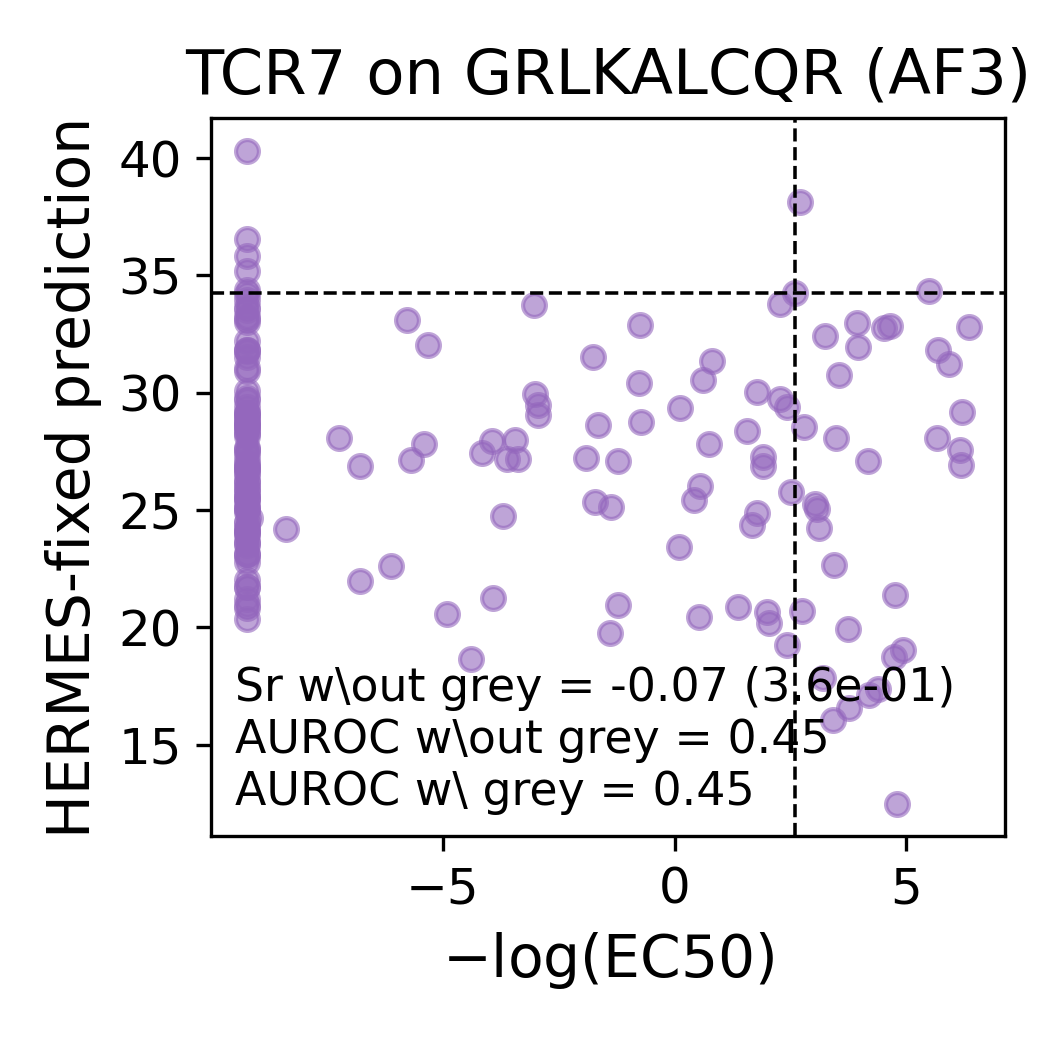 TCR7 on GRLKALCQR (AF3)
HERMES-fixed prediction
40
35
30
25
20
15
Sr w\out grey = -0.07 (3.6e-01)
AUROC w\out grey = 0.45
AUROC w\ grey = 0.45
−5
0
5
−log(EC50)